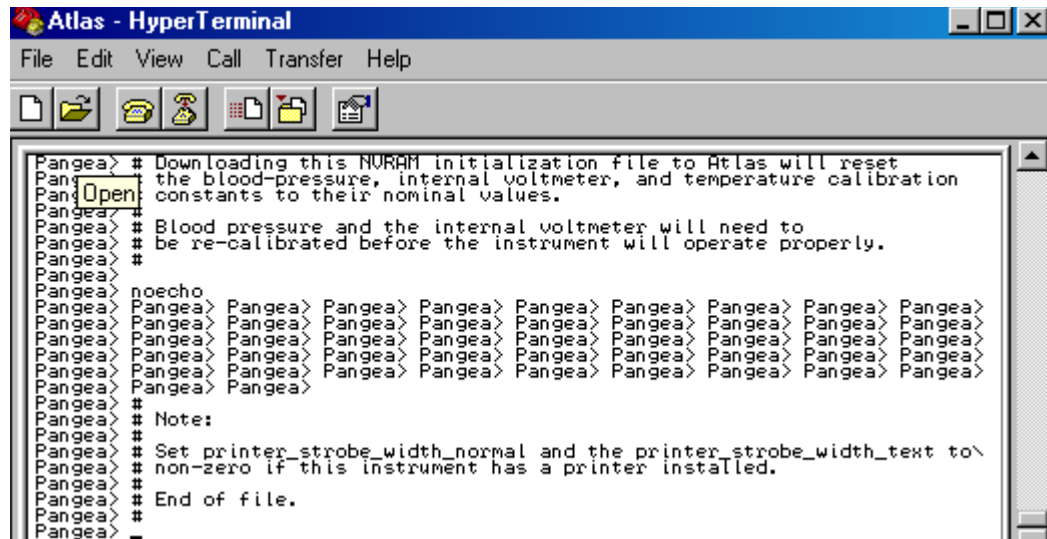 Atlas - HyperTerminal
File Edit View Call Transfer Help
Pangea> # Downloading this NVRAM initialization file to Atlas will reset
Pang # the blood-pressure, internal voltmeter, and temperature calibration
Open
Pang constants to their nominal values.
Pangea> #
Pangea> # Blood pressure and the internal voltmeter will need to
Pangea> # be re-calibrated before the instrument will operate properly.
Pangea> #
Pangea>
Pangea> noecho
Pangea> Pangea> Pangea> Pangea> Pangea> Pangea> Pangea> Pangea> Pangea> Pangea>
Pangea> Pangea> Pangea> Pangea> Pangea> Pangea> Pangea> Pangea> Pangea> Pangea>
Pangea> Pangea> Pangea> Pangea> Pangea> Pangea> Pangea> Pangea> Pangea> Pangea>
Pangea> Pangea> Pangea> Pangea> Pangea> Pangea> Pangea> Pangea> Pangea> Pangea>
Pangea> Pangea> Pangea> Pangea> Pangea> Pangea> Pangea> Pangea> Pangea> Pangea>
Pangea> Pangea> Pangea>
Pangea> #
Pangea> # Note:
Pangea> #
Pangea> # Set printer_strobe_width_normal and the printer_strobe_width_text to\
Pangea> # non-zero if this instrument has a printer installed.
Pangea> #
Pangea> # End of file.
Pangea> #
Pangea> _